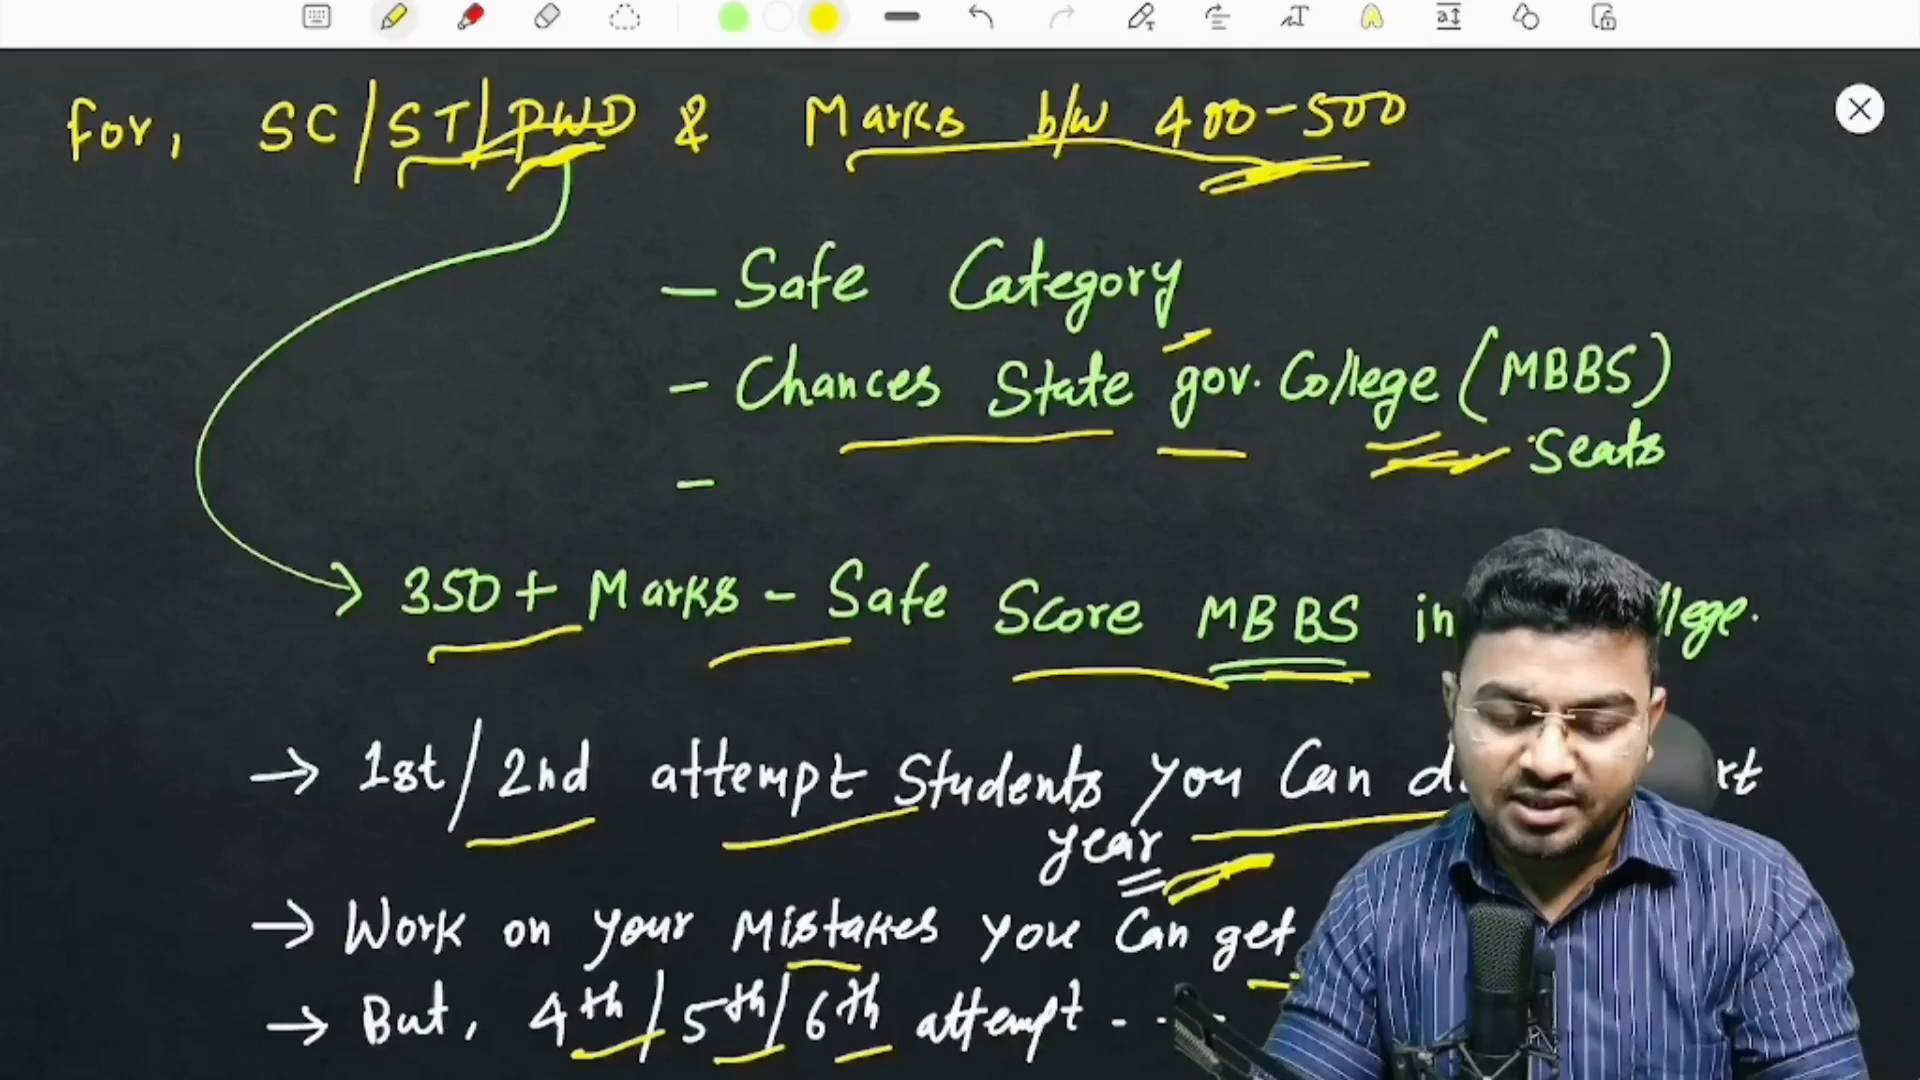 For, SC/ST/PWD & Marks b/w 400-500
- Safe Category
- Chances State gov. College (MBBS) Seats
-
→ 350+ Marks - Safe Score MBBS in
→ 1st/2nd attempt Students you Can
year
→ Work on your Mistakes you Can get
→ But, 4th/5th/6th attempt - - -